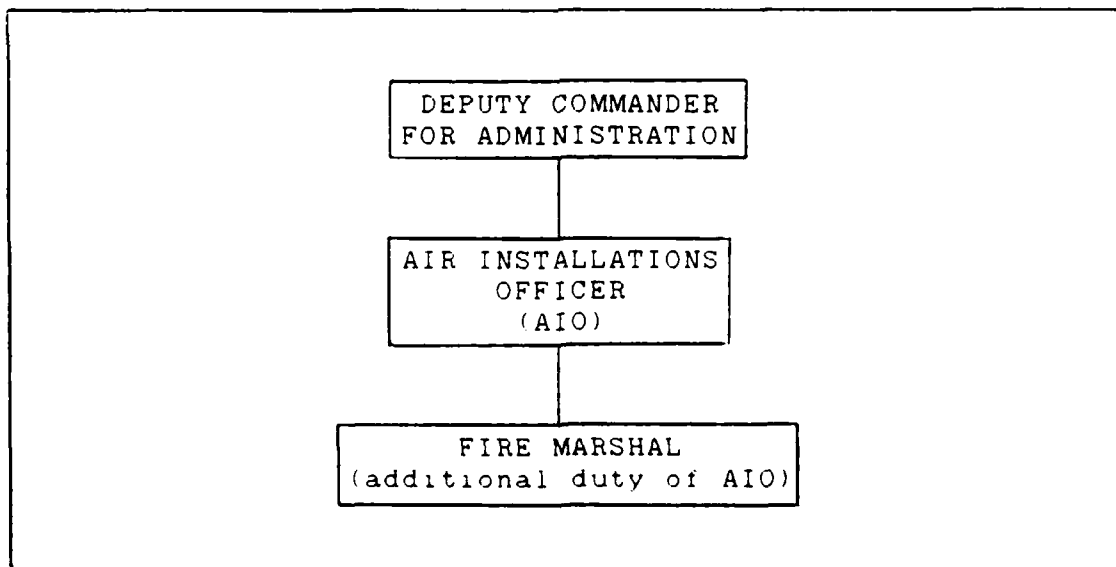 DEPUTY COMMANDER
FOR ADMINISTRATION
AIR INSTALLATIONS
OFFICER
(AIO)
FIRE MARSHAL
(additional duty of AIO)